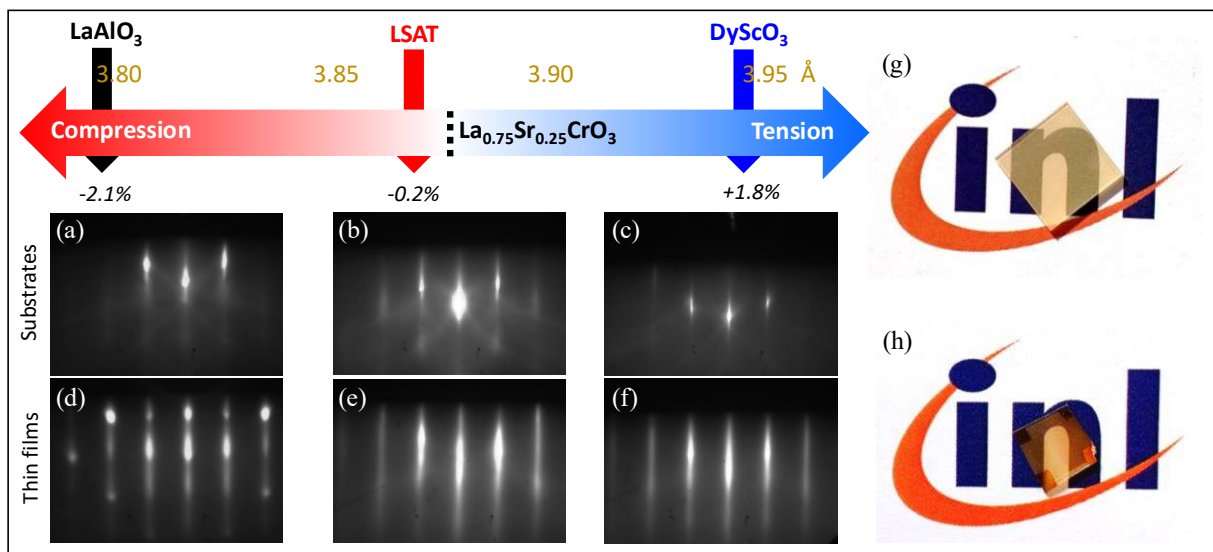 LaAlO₃ LSAT DyScO₃
3.80 3.85 3.90 3.95 Å
Compression La₀.₇₅Sr₀.₂₅CrO₃ Tension
-2.1% -0.2% +1.8%
Substrates
(a) (b) (c)
Thin films
(d) (e) (f)
(g)
inl
(h)
inl